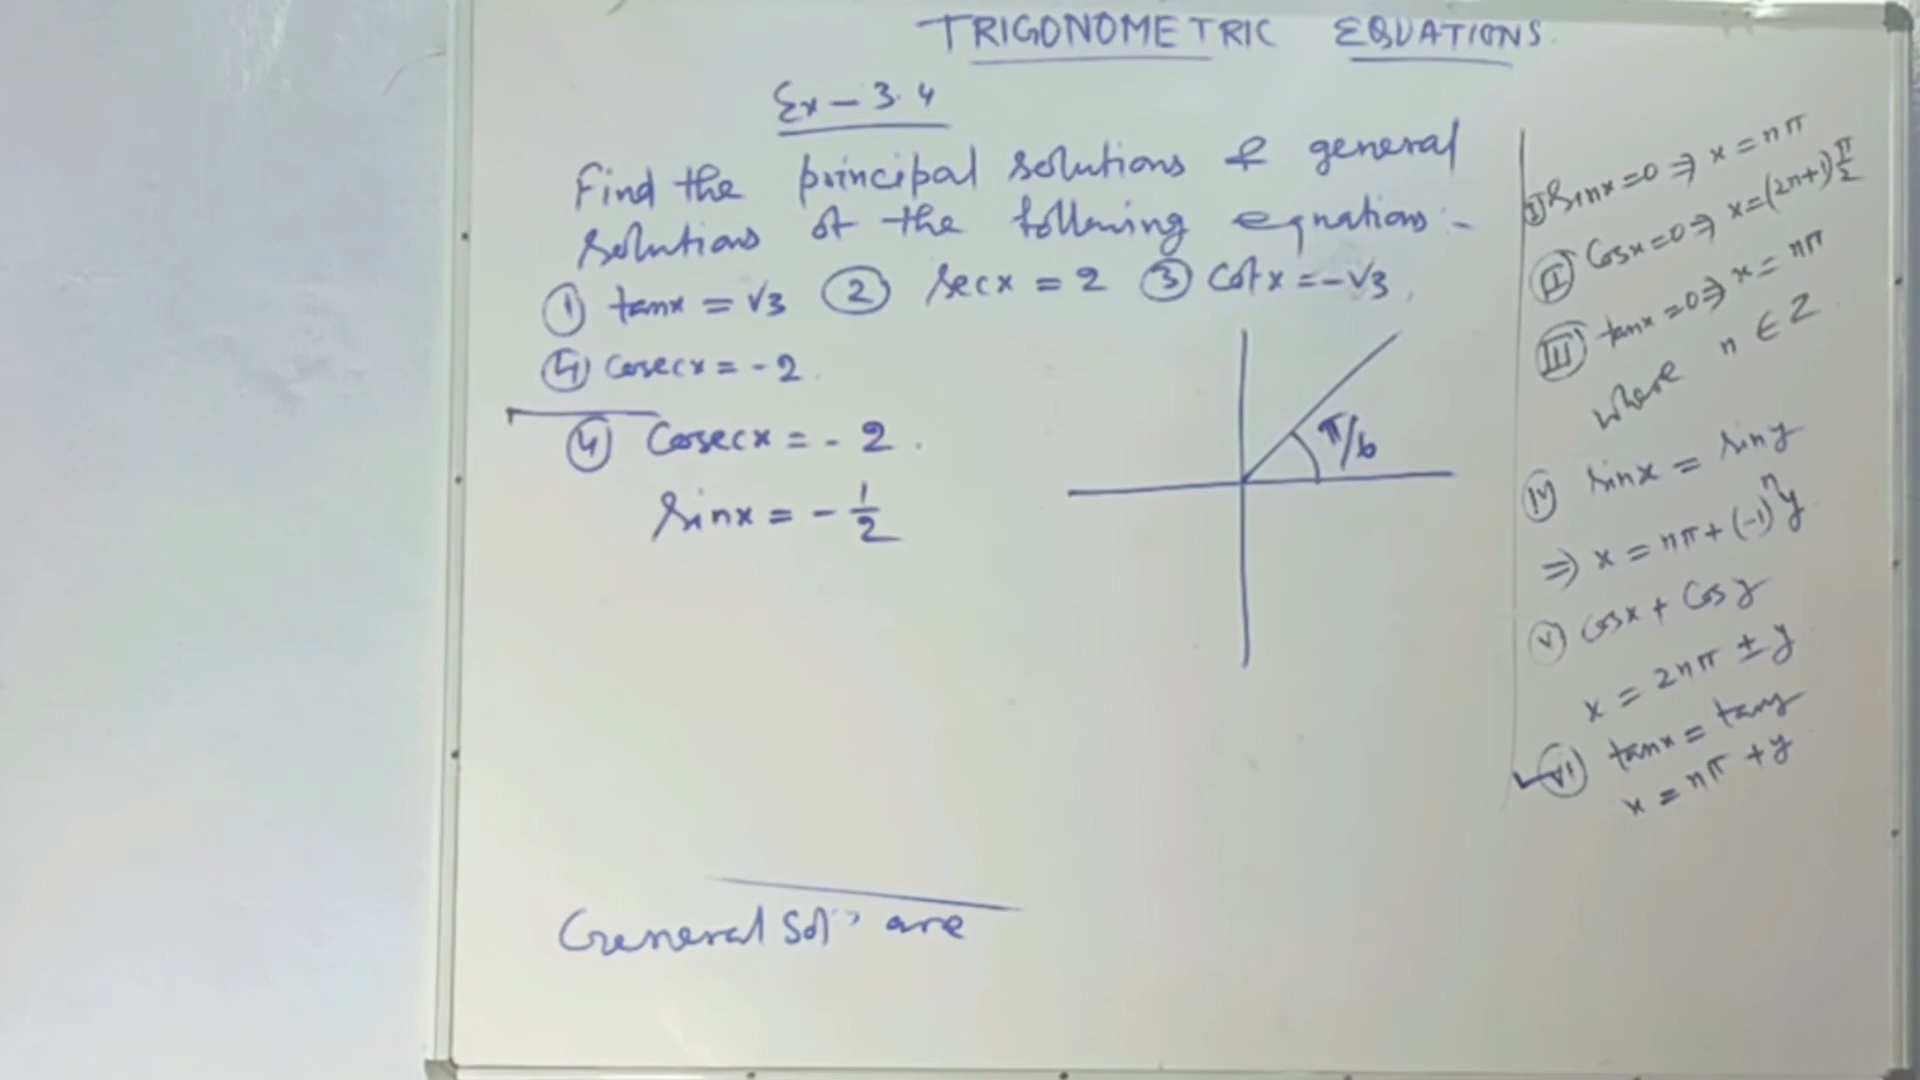 TRIGONOMETRIC EQUATIONS
Ex - 3.4
Find the principal solutions & general
solutions of the following equations :-
① tanx = √3 ② secx = 2 ③ cotx = -√3
④ cosecx = -2
④ Cosecx = -2
sinx = -1/2
π/6
General Solⁿ are
Ⅰ sinx=0 ⇒ x = nπ
Ⅱ Cosx=0 ⇒ x=(2n+1)π/2
Ⅲ tanx=0 ⇒ x = nπ
where n ∈ Z
Ⅳ sinx = siny
⇒ x = nπ + (-1)ⁿy
Ⅴ cosx + Cosy
x = 2nπ ± y
Ⅵ tanx = tany
x = nπ + y